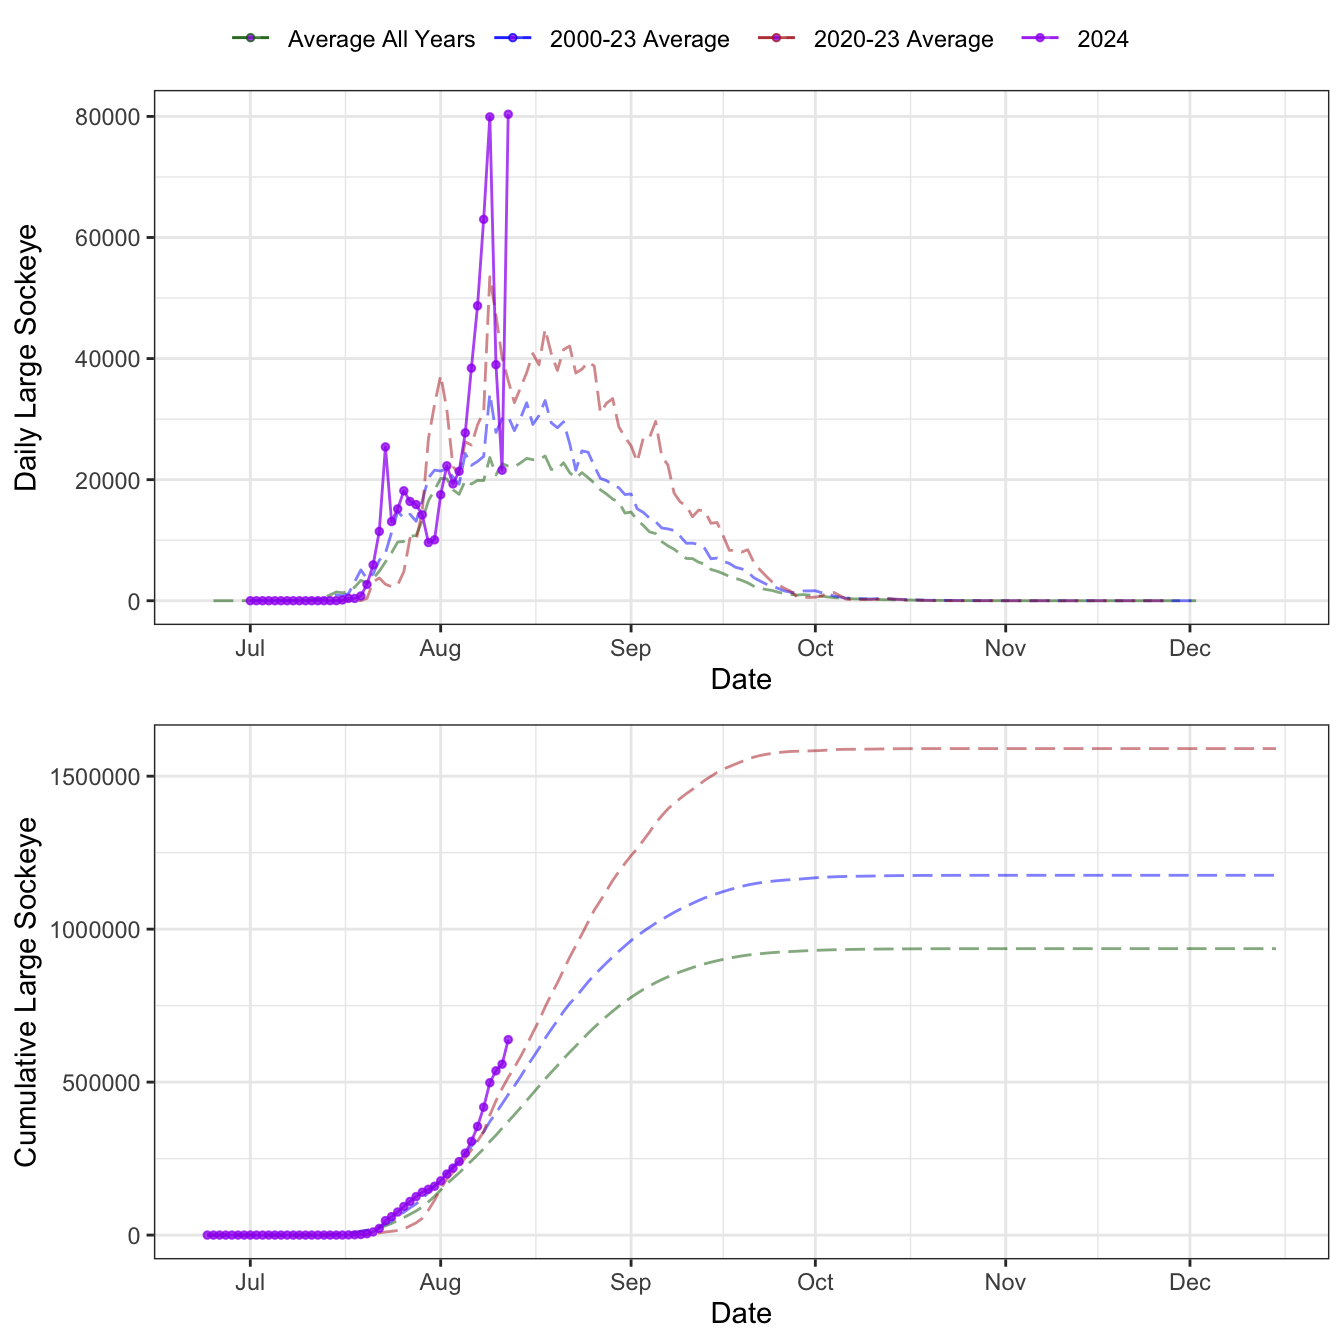 Average All Years 2000-23 Average 2020-23 Average 2024
80000
60000
40000
20000
0
Daily Large Sockeye
Jul Aug Sep Oct Nov Dec
Date
1500000
1000000
500000
0
Cumulative Large Sockeye
Jul Aug Sep Oct Nov Dec
Date